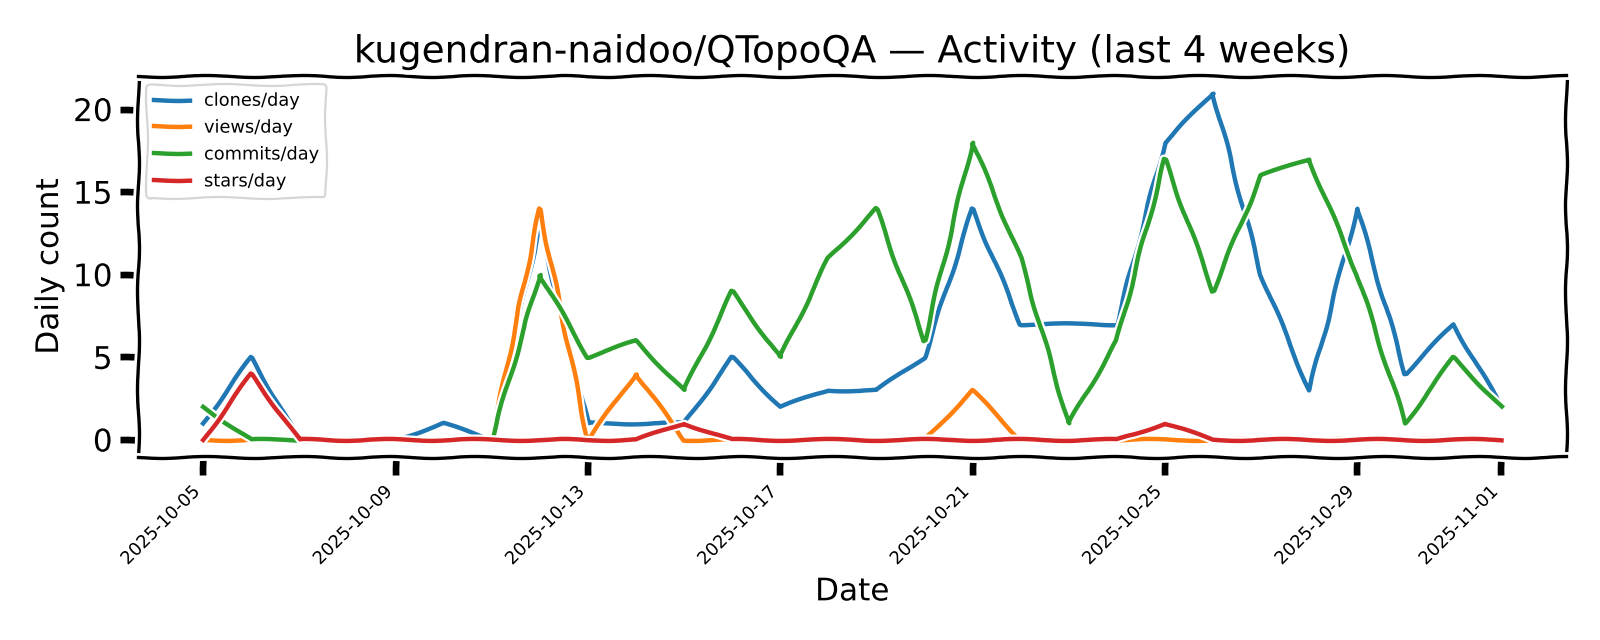 kugendran-naidoo/QTopoQA — Activity (last 4 weeks)
clones/day
views/day
commits/day
stars/day
Daily count
20
15
10
5
0
2025-10-05
2025-10-09
2025-10-13
2025-10-17
2025-10-21
2025-10-25
2025-10-29
2025-11-01
Date